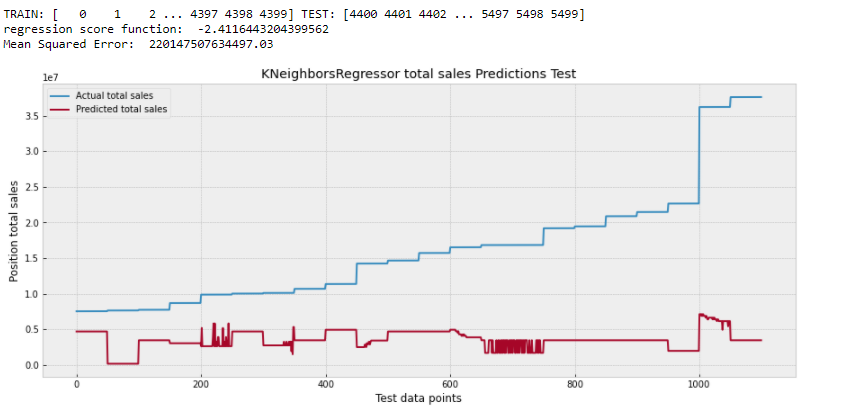 TRAIN: [   0    1    2 ... 4397 4398 4399] TEST: [4400 4401 4402 ... 5497 5498 5499]
regression score function:  -2.4116443204399562
Mean Squared Error:  220147507634497.03
KNeighborsRegressor total sales Predictions Test
1e7
Actual total sales
Predicted total sales
3.5
3.0
2.5
2.0
1.5
1.0
0.5
0.0
Position total sales
0 200 400 600 800 1000
Test data points